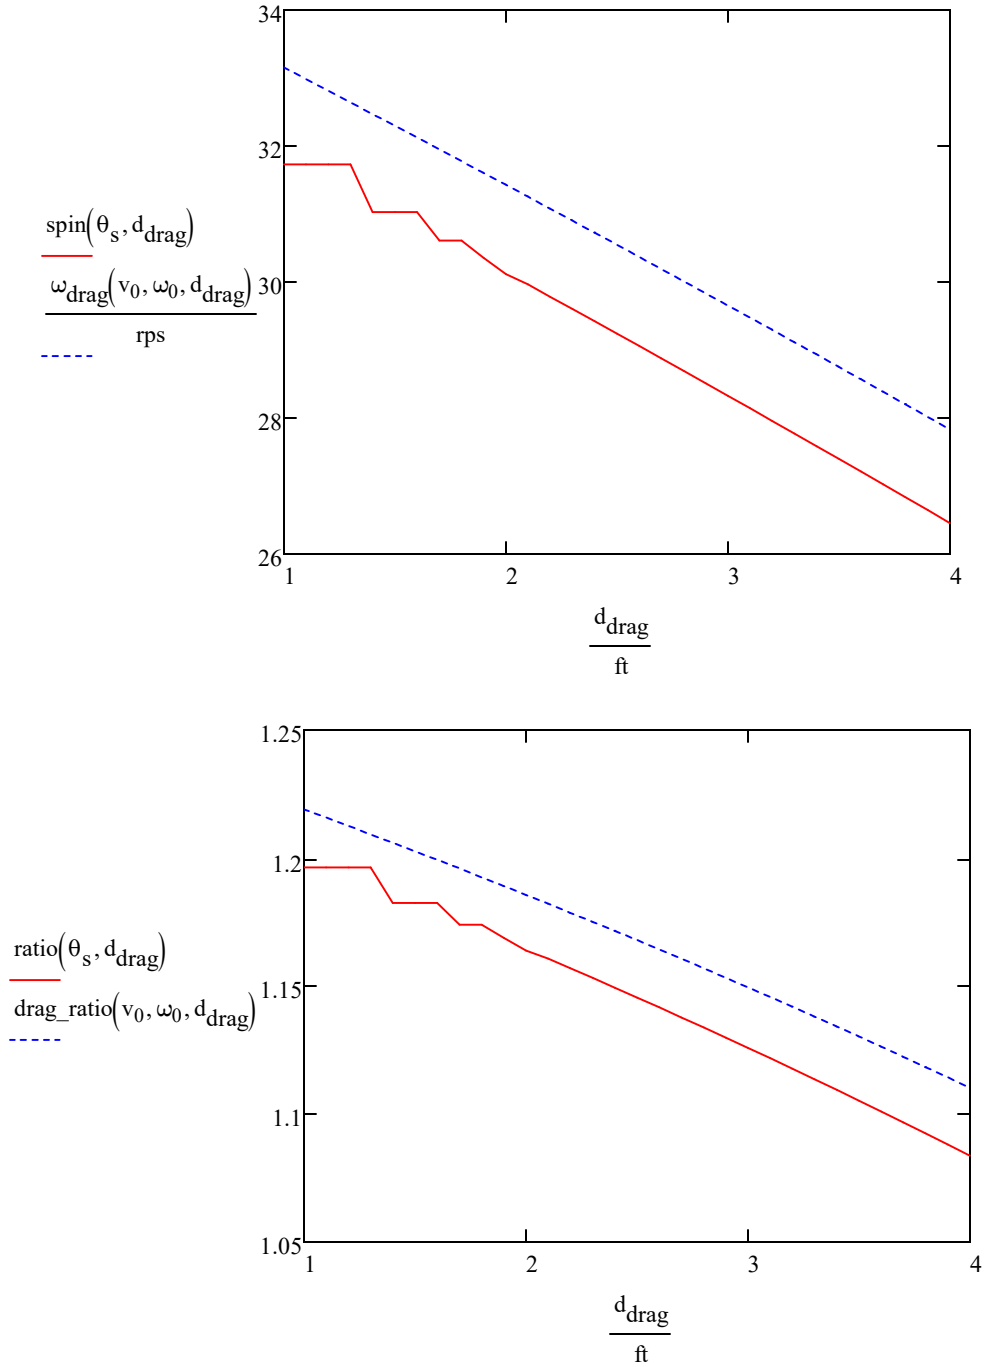 34
32
30
28
26
spin(θs, ddrag)
ωdrag(v0, ω0, ddrag)
rps
1 2 3 4
ddrag
ft
1.25
1.2
1.15
1.1
1.05
ratio(θs, ddrag)
drag_ratio(v0, ω0, ddrag)
1 2 3 4
ddrag
ft